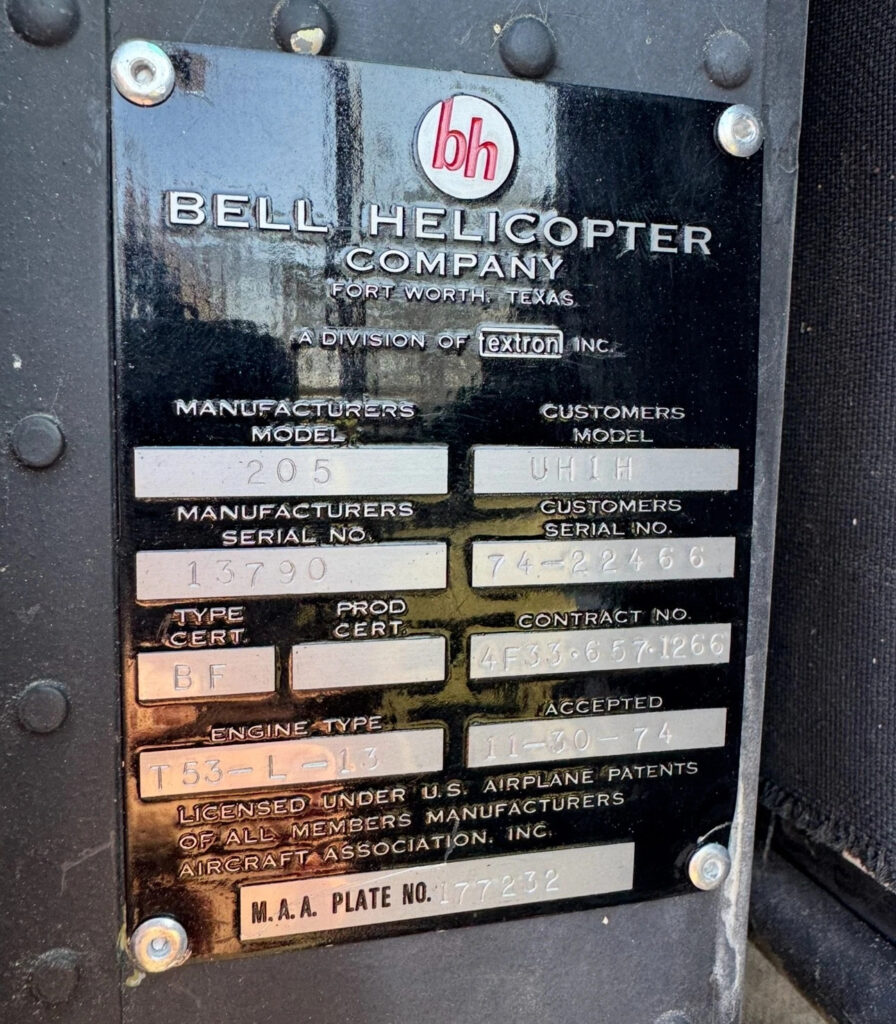 bh
BELL HELICOPTER
COMPANY
FORT WORTH, TEXAS
A DIVISION OF textron INC.
MANUFACTURERS MODEL
205
CUSTOMERS MODEL
UH1H
MANUFACTURERS SERIAL NO.
13790
CUSTOMERS SERIAL NO.
74-22466
TYPE CERT.
BF
PROD CERT.
CONTRACT NO.
4F33·657·1266
ENGINE TYPE
T53-L-13
ACCEPTED
11-30-74
LICENSED UNDER U.S. AIRPLANE PATENTS
OF ALL MEMBERS MANUFACTURERS
AIRCRAFT ASSOCIATION, INC.
M.A.A. PLATE NO. 177232